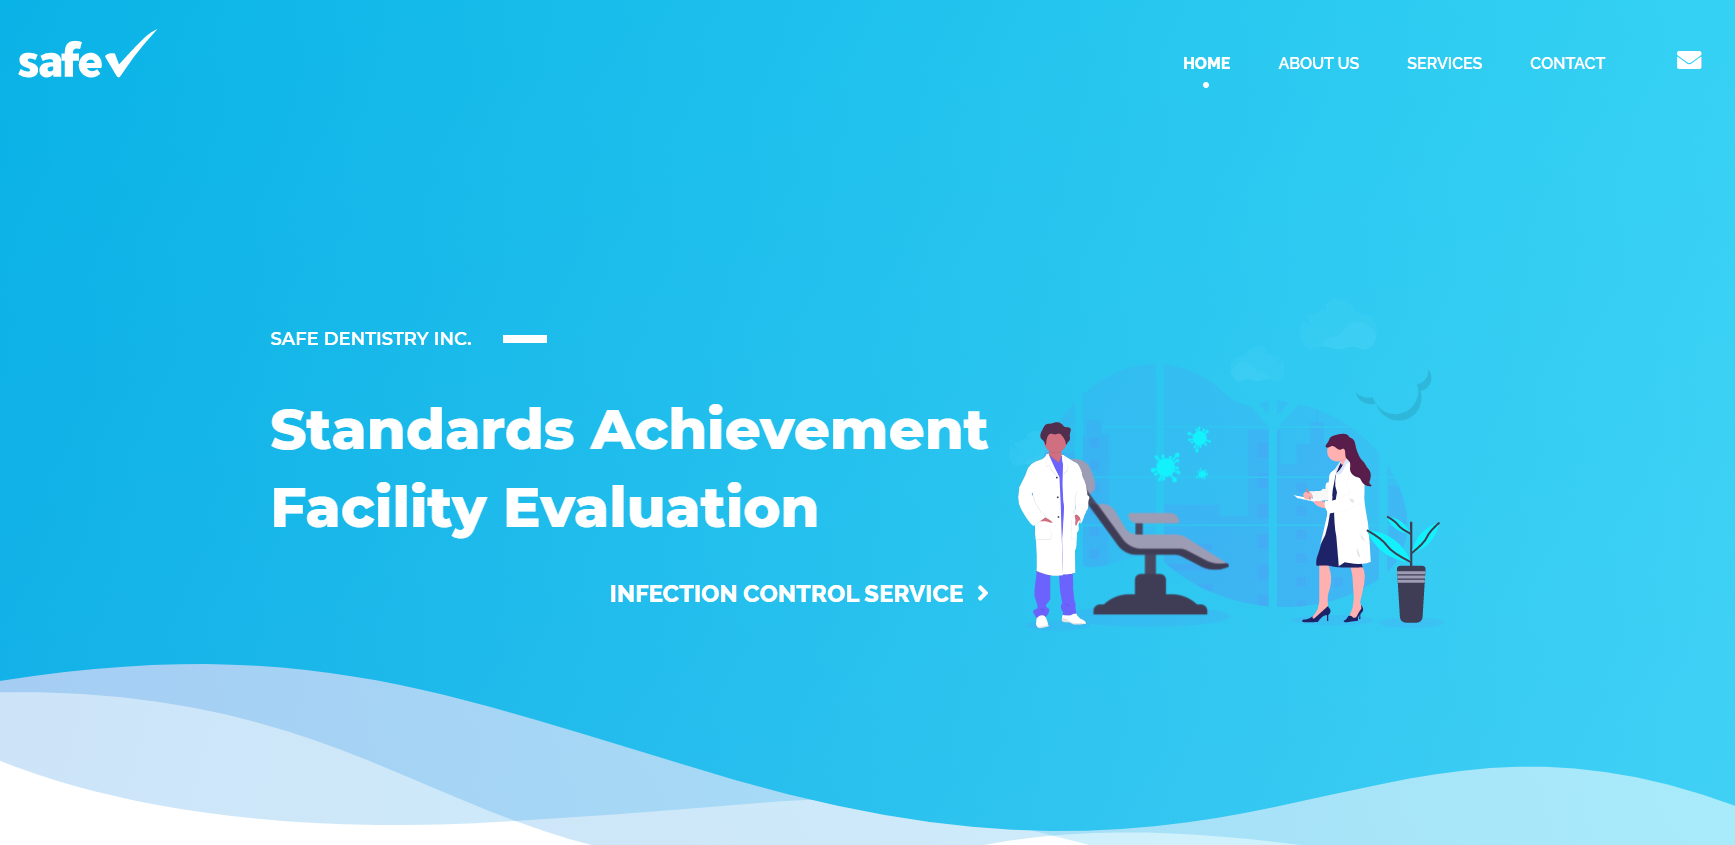 safe
HOME
ABOUT US
SERVICES
CONTACT
SAFE DENTISTRY INC.
Standards Achievement
Facility Evaluation
INFECTION CONTROL SERVICE